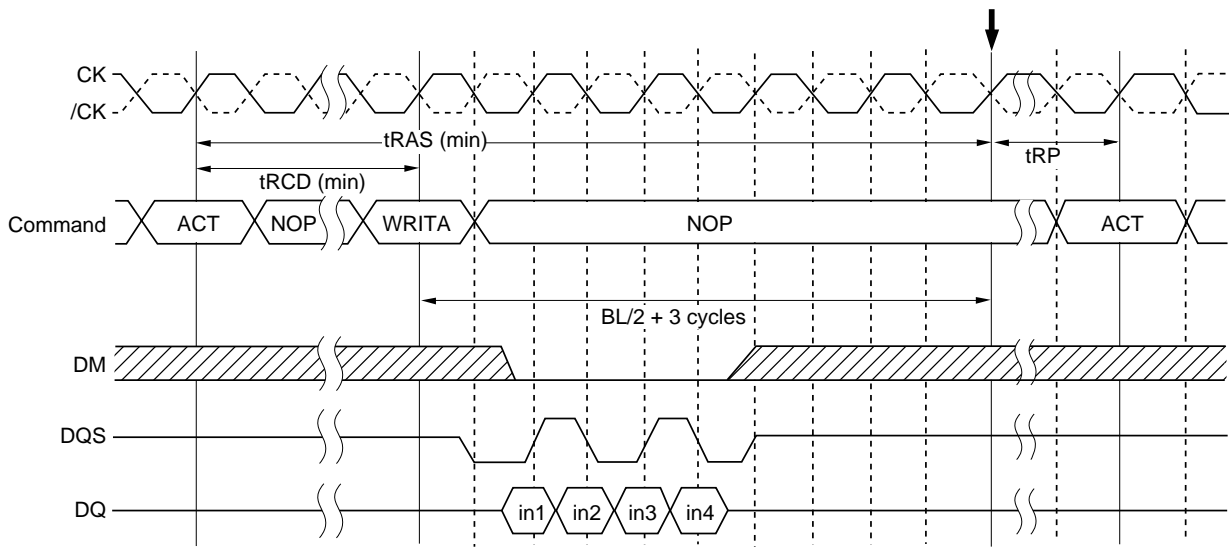 CK
/CK
tRAS (min)
tRP
tRCD (min)
Command ACT NOP WRITA NOP ACT
BL/2 + 3 cycles
DM
DQS
DQ in1 in2 in3 in4